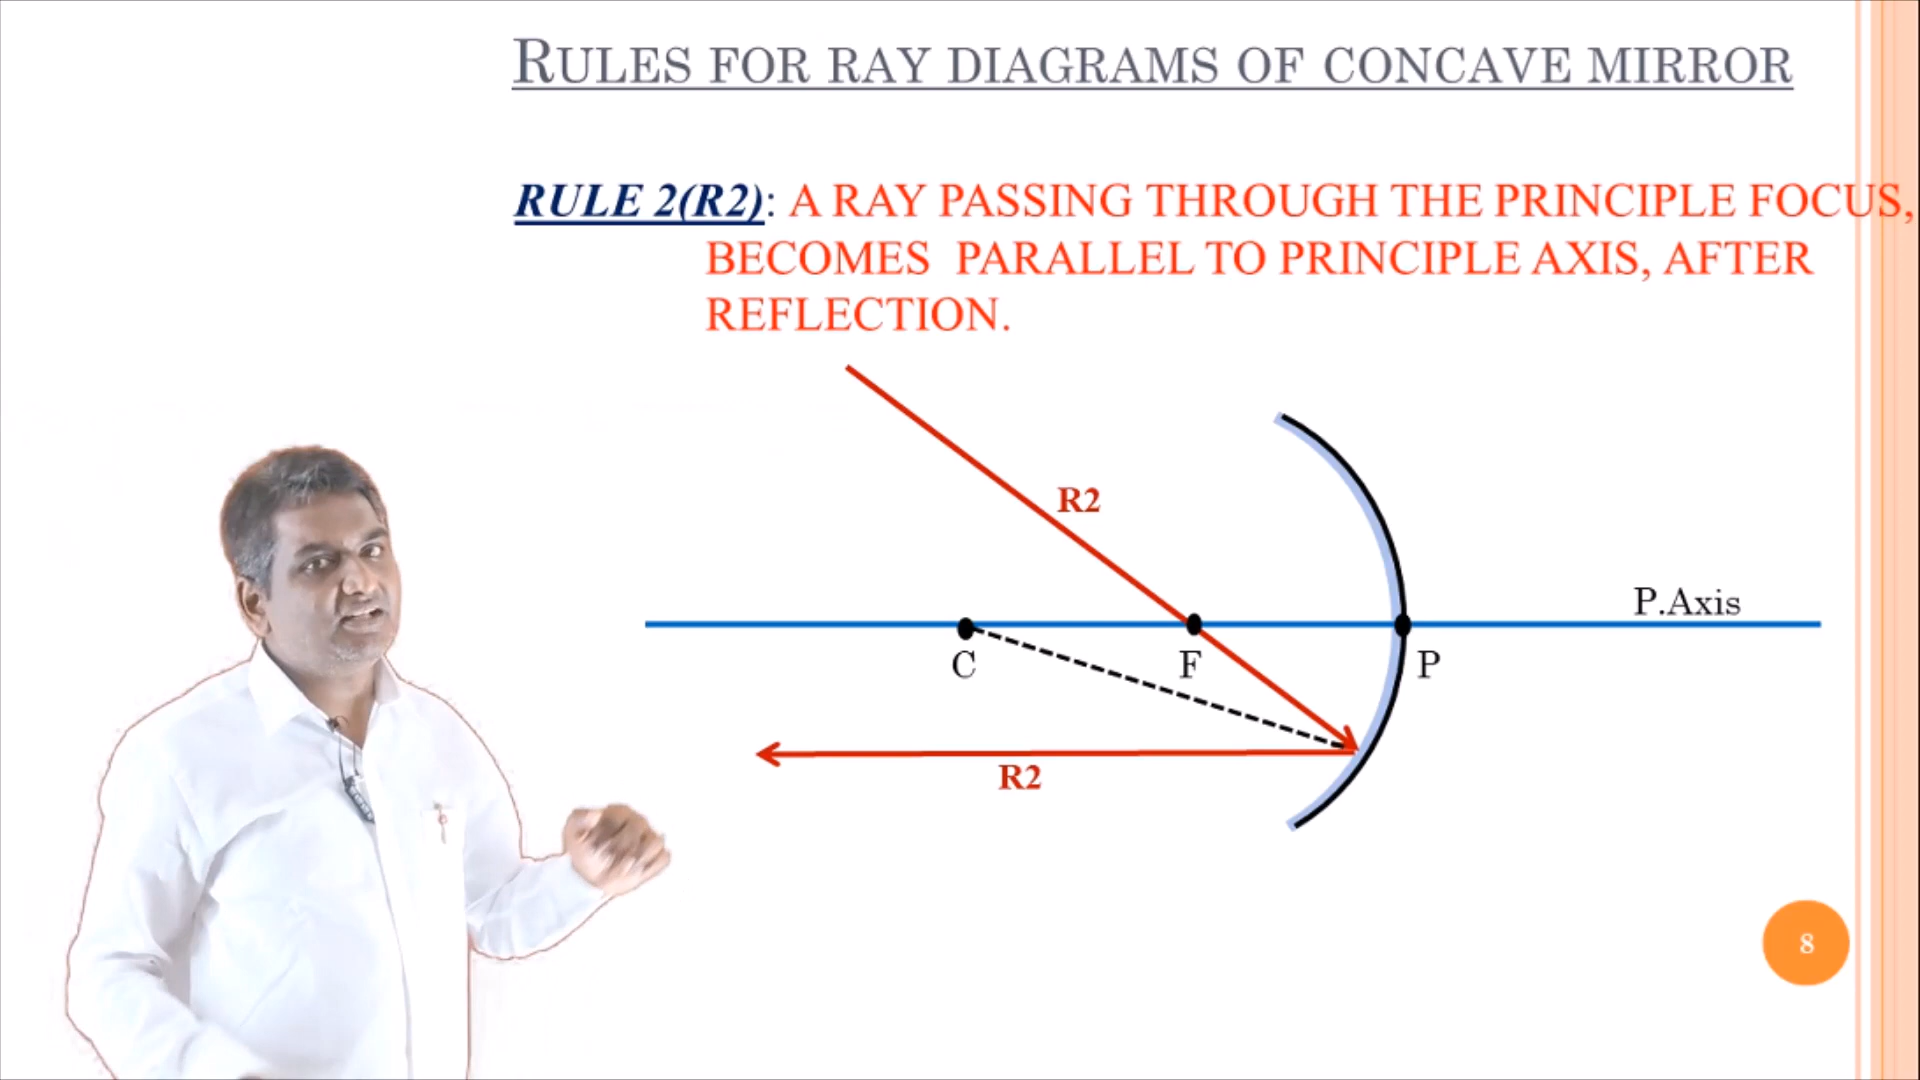 RULES FOR RAY DIAGRAMS OF CONCAVE MIRROR
RULE 2(R2): A RAY PASSING THROUGH THE PRINCIPLE FOCUS,
BECOMES PARALLEL TO PRINCIPLE AXIS, AFTER
REFLECTION.
R2
P.Axis
C
F
P
R2
8